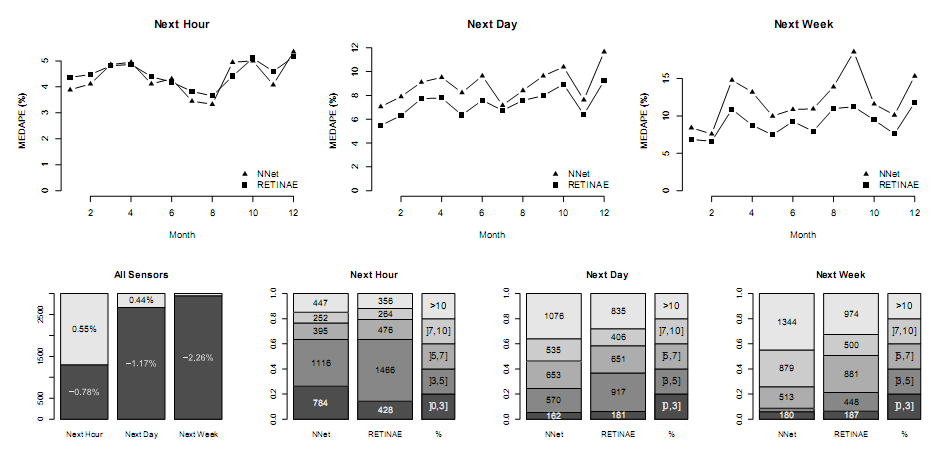 Next Hour
MEDAPE (%)
0 1 2 3 4 5
2 4 6 8 10 12
Month
NNet
RETINAE
Next Day
MEDAPE (%)
0 2 4 6 8 10 12
2 4 6 8 10 12
Month
NNet
RETINAE
Next Week
MEDAPE (%)
0 5 10 15
2 4 6 8 10 12
Month
NNet
RETINAE
All Sensors
0 500 1500 2500
0.55%
−0.78%
0.44%
−1.17%
−2.26%
Next Hour Next Day Next Week
Next Hour
0.0 0.2 0.4 0.6 0.8 1.0
447 356 >10
252 264 ]7,10]
395 476 ]5,7]
1116 1466 ]3,5]
784 428 ]0,3]
NNet RETINAE %
Next Day
0.0 0.2 0.4 0.6 0.8 1.0
1076 835 >10
535 406 ]7,10]
653 651 ]5,7]
570 917 ]3,5]
162 181 ]0,3]
NNet RETINAE %
Next Week
0.0 0.2 0.4 0.6 0.8 1.0
1344 974 >10
879 500 ]7,10]
513 881 ]5,7]
448 ]3,5]
180 187 ]0,3]
NNet RETINAE %